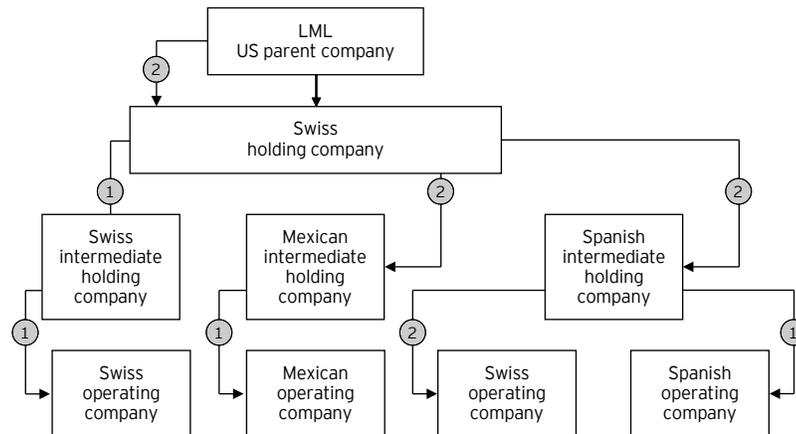 LML
US parent company
2
Swiss
holding company
1
2
2
Swiss
intermediate
holding
company
Mexican
intermediate
holding
company
Spanish
intermediate
holding
company
1
1
2
1
Swiss
operating
company
Mexican
operating
company
Swiss
operating
company
Spanish
operating
company